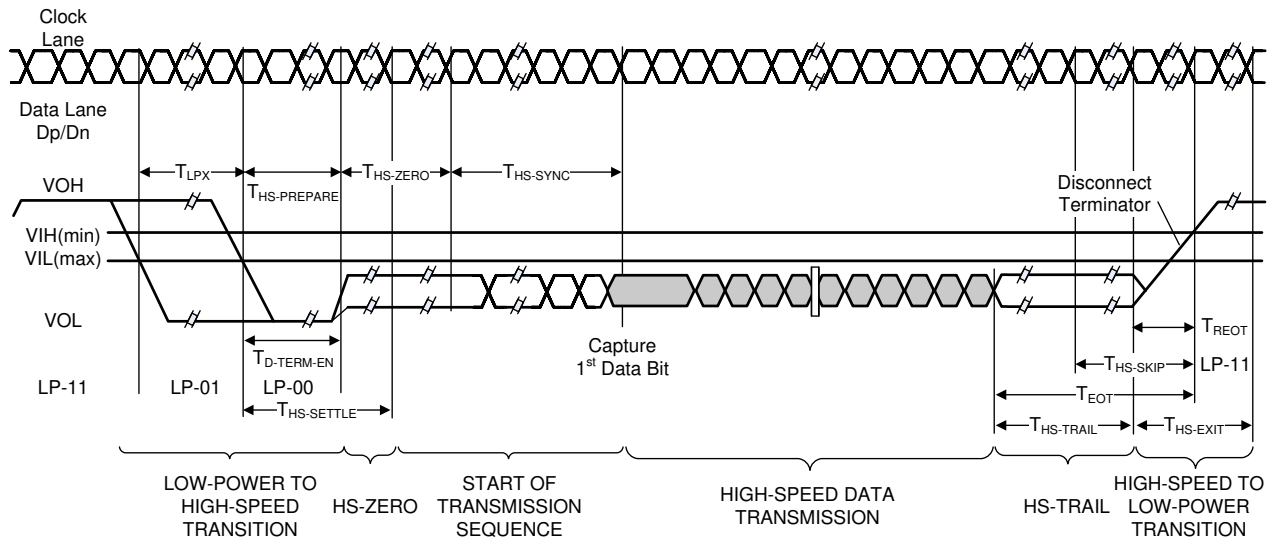 Clock
Lane
Data Lane
Dp/Dn
TLPX
THS-PREPARE
THS-ZERO
THS-SYNC
VOH
Disconnect
Terminator
VIH(min)
VIL(max)
VOL
TD-TERM-EN
Capture
1st Data Bit
TREOT
THS-SKIP
LP-11
TEOT
LP-11
LP-01
LP-00
THS-SETTLE
THS-TRAIL
THS-EXIT
LOW-POWER TO
HIGH-SPEED
TRANSITION
HS-ZERO
START OF
TRANSMISSION
SEQUENCE
HIGH-SPEED DATA
TRANSMISSION
HS-TRAIL
HIGH-SPEED TO
LOW-POWER
TRANSITION